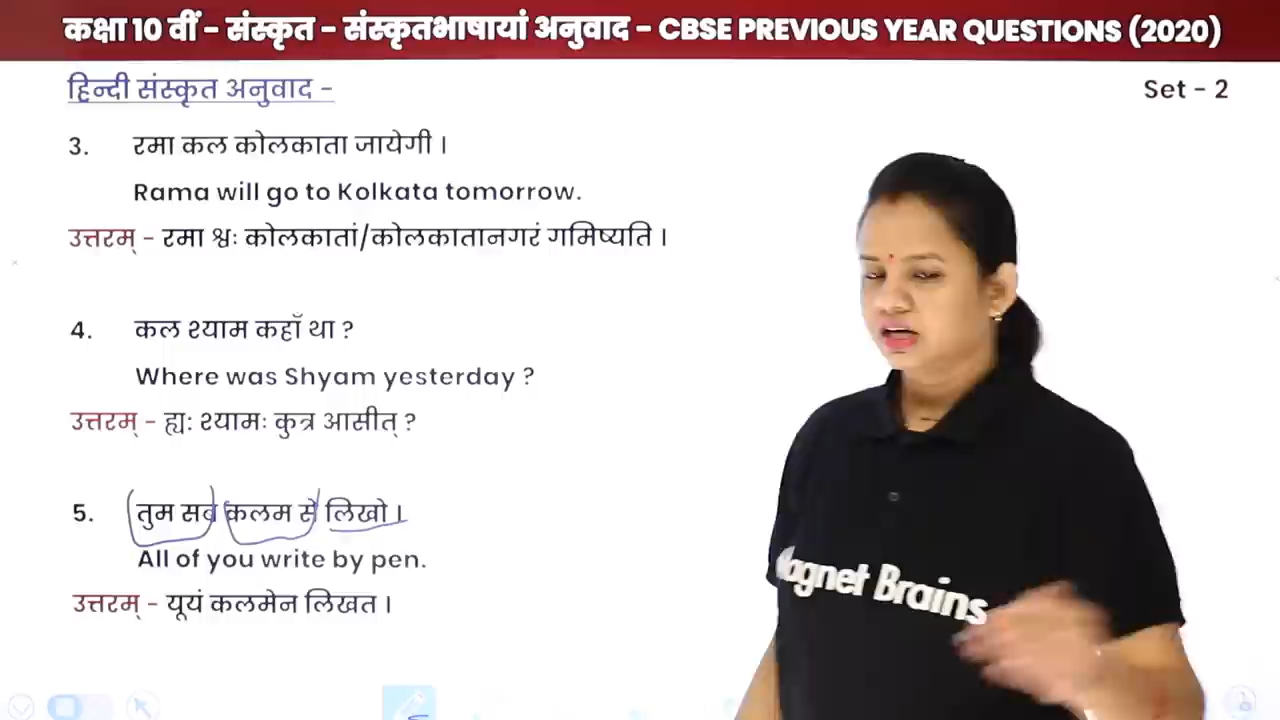 कक्षा 10 वीं - संस्कृत - संस्कृतभाषायां अनुवाद - CBSE PREVIOUS YEAR QUESTIONS (2020)
हिन्दी संस्कृत अनुवाद -
Set - 2
3. रमा कल कोलकाता जायेगी ।
Rama will go to Kolkata tomorrow.
उत्तरम् - रमा श्वः कोलकातां/कोलकातानगरं गमिष्यति ।
4. कल श्याम कहाँ था ?
Where was Shyam yesterday ?
उत्तरम् - ह्य: श्यामः कुत्र आसीत् ?
5. तुम सब कलम से लिखो ।
All of you write by pen.
उत्तरम् - यूयं कलमेन लिखत ।
Magnet Brains